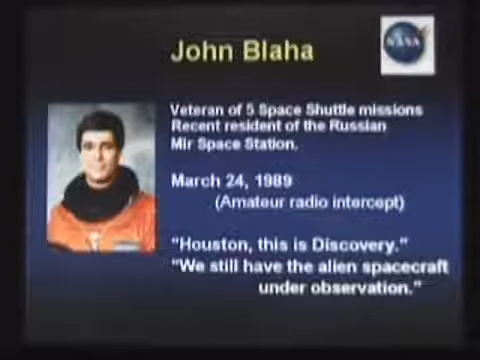 John Blaha
NASA
Veteran of 5 Space Shuttle missions
Recent resident of the Russian
Mir Space Station.
March 24, 1989
(Amateur radio intercept)
"Houston, this is Discovery."
"We still have the alien spacecraft
under observation."